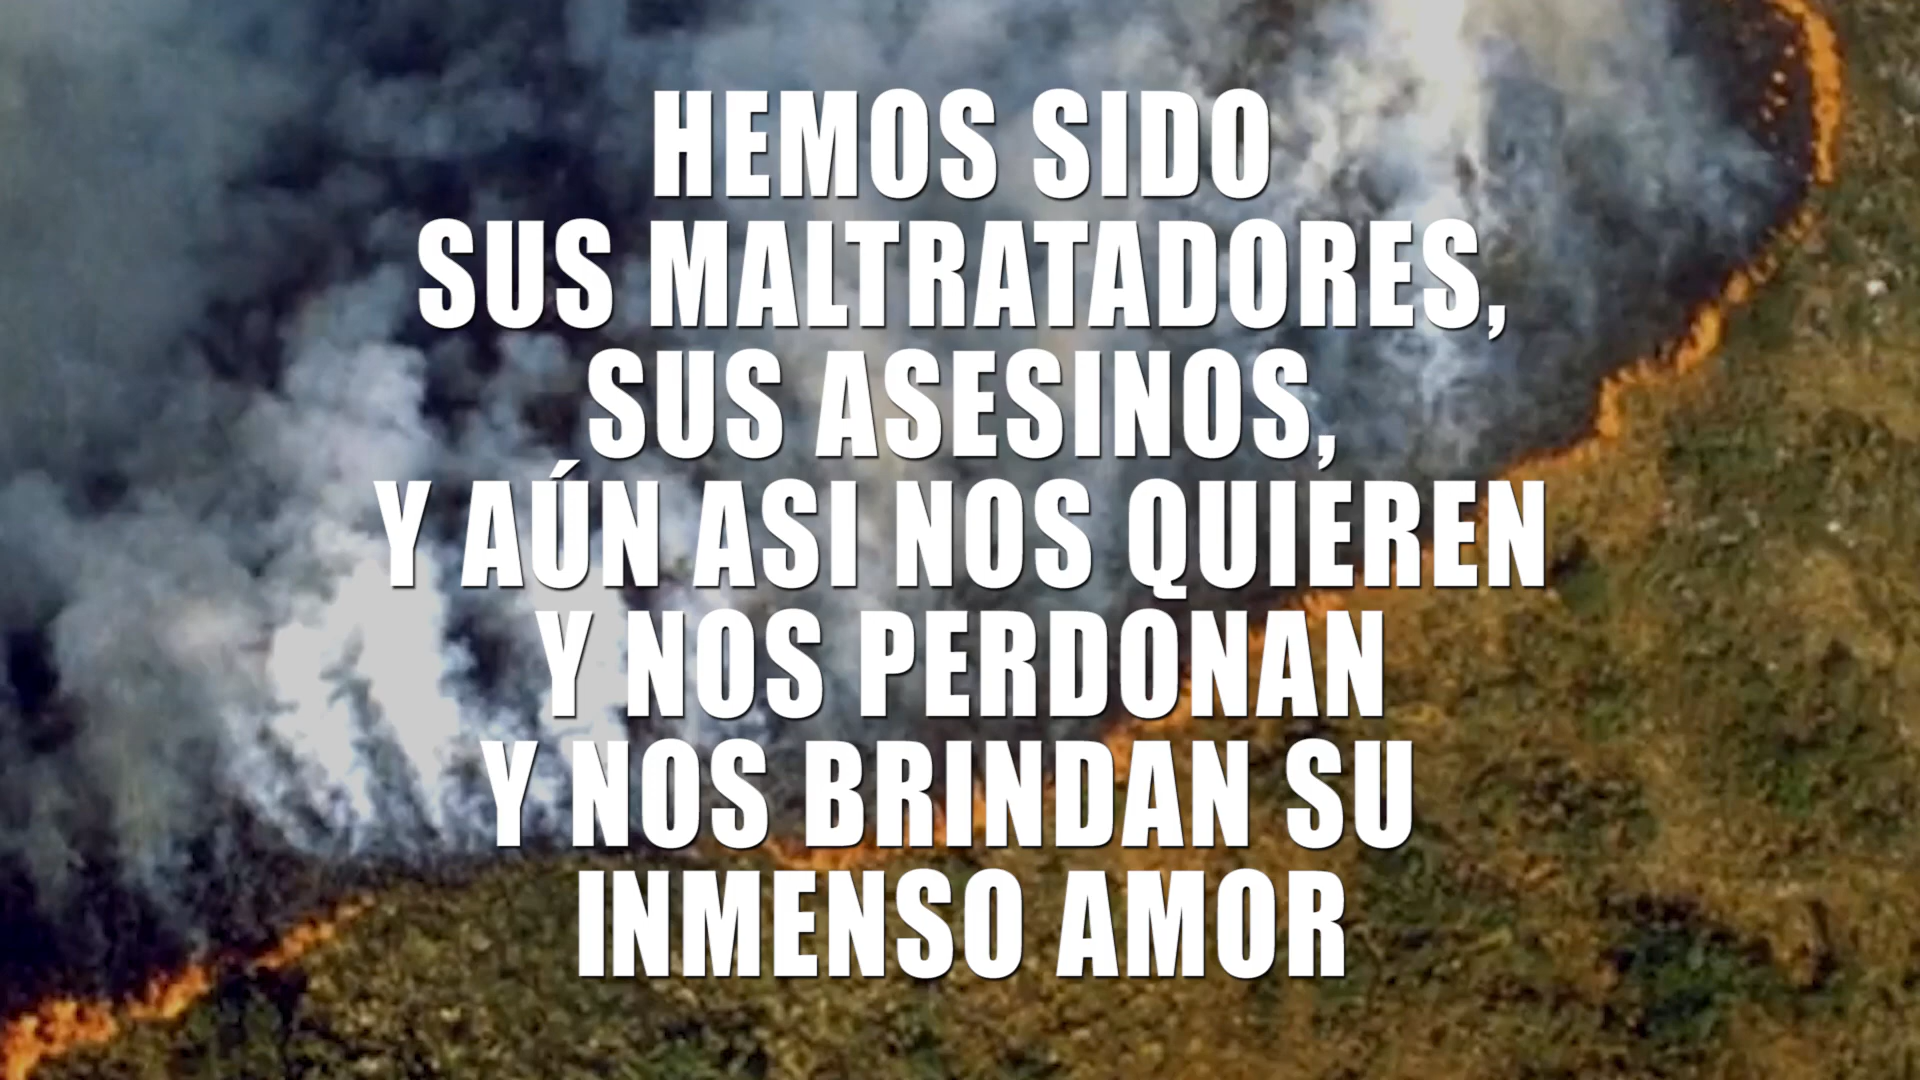 HEMOS SIDO
SUS MALTRATADORES,
SUS ASESINOS,
Y AÚN ASI NOS QUIEREN
Y NOS PERDONAN
Y NOS BRINDAN SU
INMENSO AMOR